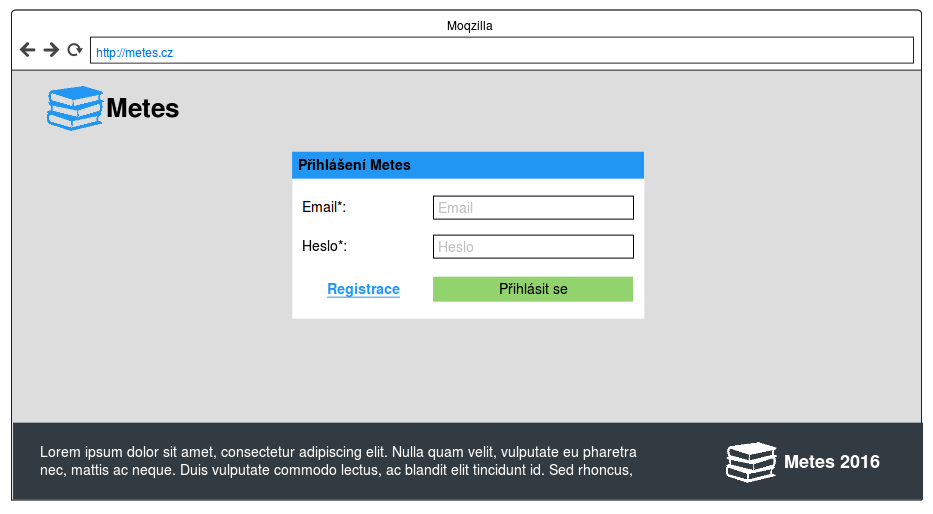 Moqzilla
http://metes.cz
Metes
Přihlášení Metes
Email*:
Email
Heslo*:
Heslo
Registrace
Přihlásit se
Lorem ipsum dolor sit amet, consectetur adipiscing elit. Nulla quam velit, vulputate eu pharetra
nec, mattis ac neque. Duis vulputate commodo lectus, ac blandit elit tincidunt id. Sed rhoncus,
Metes 2016